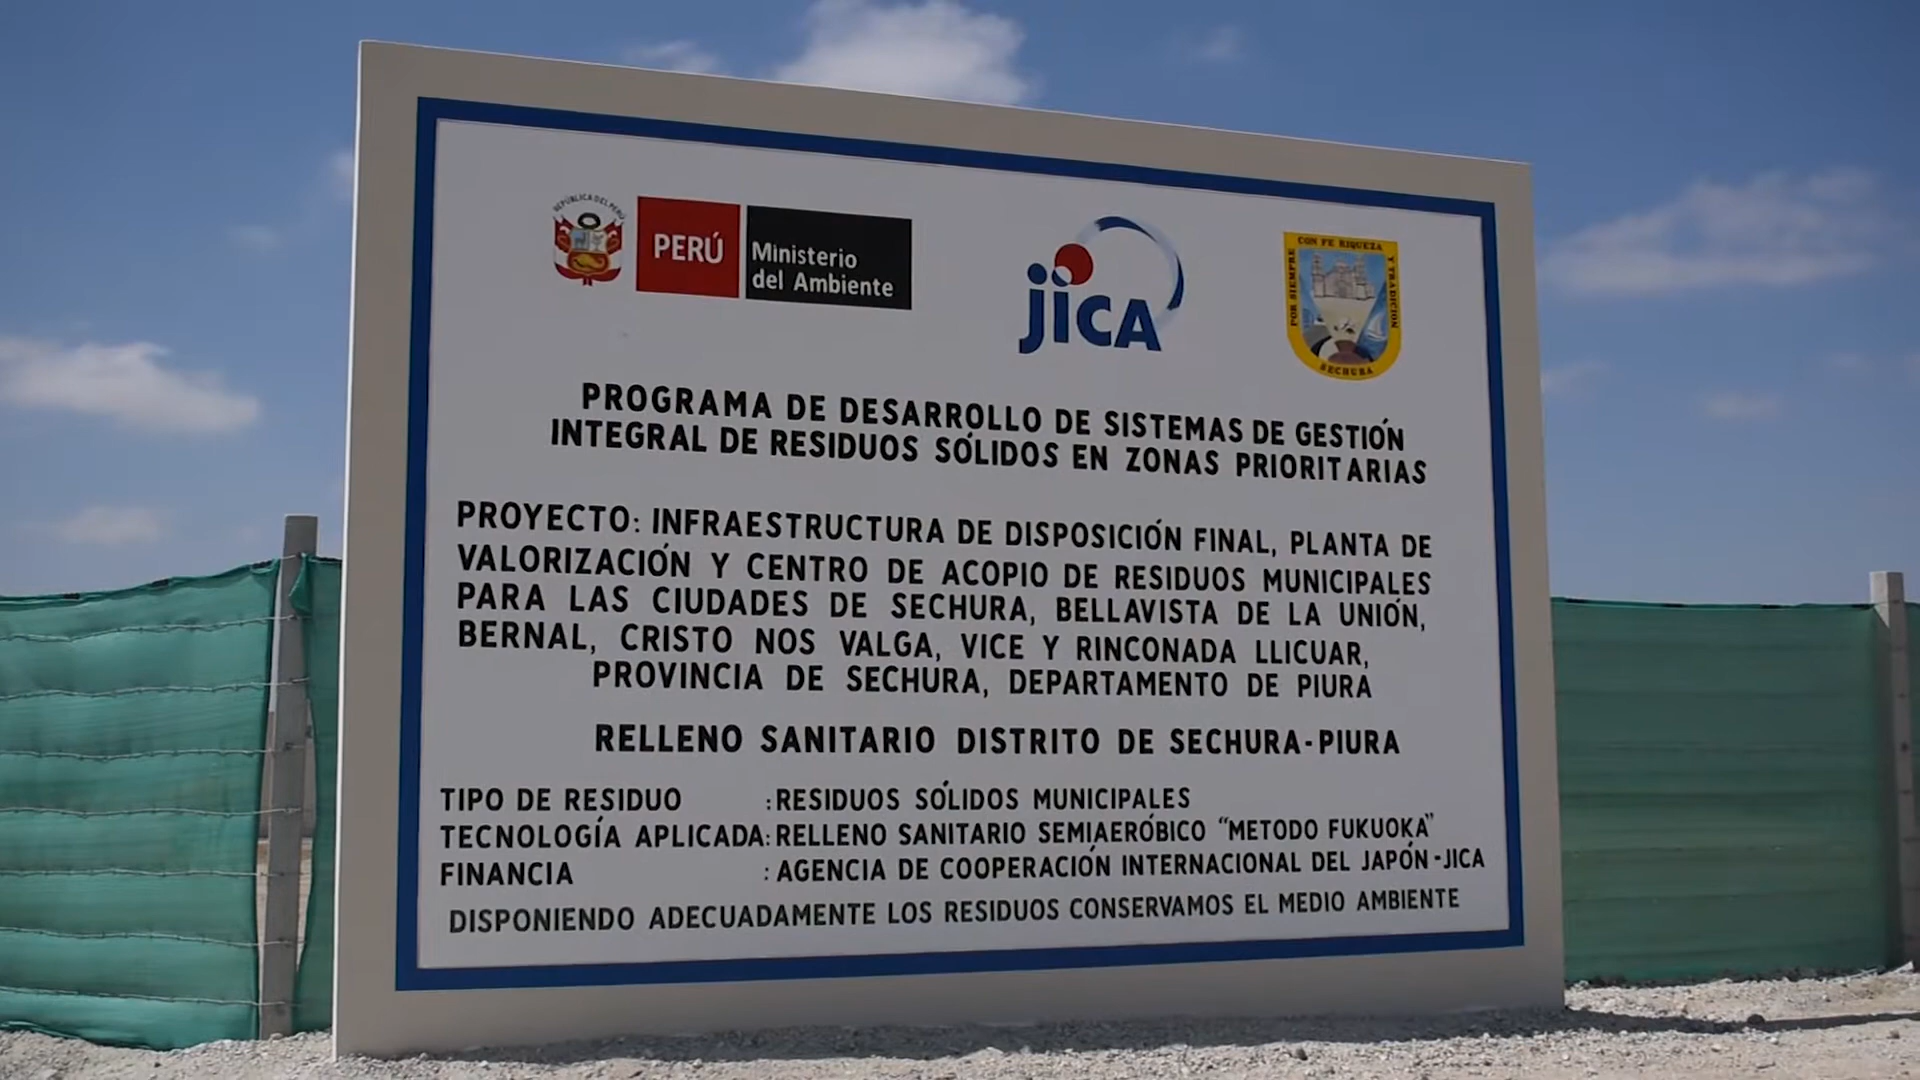 REPÚBLICA DEL PERÚ
PERÚ
Ministerio
del Ambiente
jica
CON FE RIQUEZA
Y TRADICION
POR SIEMPRE
SECHURA
PROGRAMA DE DESARROLLO DE SISTEMAS DE GESTIÓN
INTEGRAL DE RESIDUOS SÓLIDOS EN ZONAS PRIORITARIAS
PROYECTO: INFRAESTRUCTURA DE DISPOSICIÓN FINAL, PLANTA DE
VALORIZACIÓN Y CENTRO DE ACOPIO DE RESIDUOS MUNICIPALES
PARA LAS CIUDADES DE SECHURA, BELLAVISTA DE LA UNIÓN,
BERNAL, CRISTO NOS VALGA, VICE Y RINCONADA LLICUAR,
PROVINCIA DE SECHURA, DEPARTAMENTO DE PIURA
RELLENO SANITARIO DISTRITO DE SECHURA-PIURA
TIPO DE RESIDUO : RESIDUOS SÓLIDOS MUNICIPALES
TECNOLOGÍA APLICADA: RELLENO SANITARIO SEMIAERÓBICO “METODO FUKUOKA”
FINANCIA : AGENCIA DE COOPERACIÓN INTERNACIONAL DEL JAPÓN-JICA
DISPONIENDO ADECUADAMENTE LOS RESIDUOS CONSERVAMOS EL MEDIO AMBIENTE